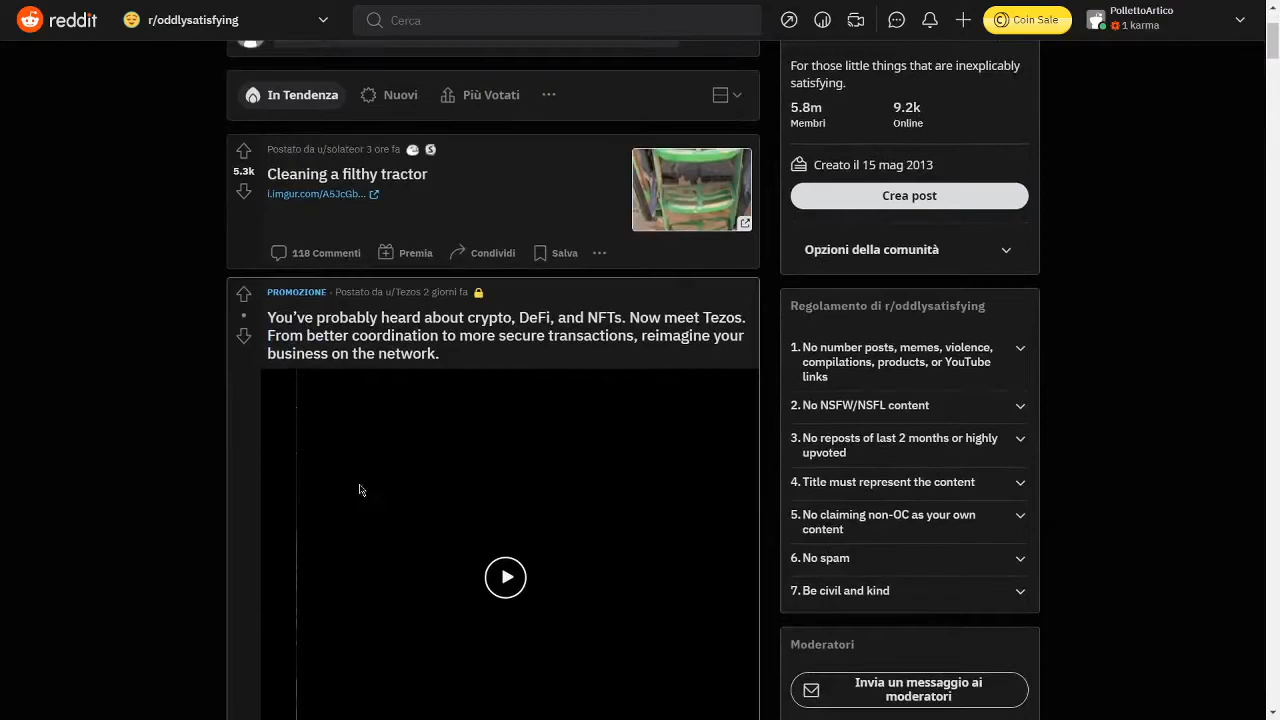 reddit
r/oddlysatisfying
Cerca
Coin Sale
PollettoArtico
1 karma
In Tendenza
Nuovi
Più Votati
Postato da u/solateor 3 ore fa
5.3k
Cleaning a filthy tractor
i.imgur.com/A5JcGb...
118 Commenti
Premia
Condividi
Salva
PROMOZIONE · Postato da u/Tezos 2 giorni fa
You've probably heard about crypto, DeFi, and NFTs. Now meet Tezos.
From better coordination to more secure transactions, reimagine your
business on the network.
For those little things that are inexplicably
satisfying.
5.8m
9.2k
Membri
Online
Creato il 15 mag 2013
Crea post
Opzioni della comunità
Regolamento di r/oddlysatisfying
1. No number posts, memes, violence,
compilations, products, or YouTube
links
2. No NSFW/NSFL content
3. No reposts of last 2 months or highly
upvoted
4. Title must represent the content
5. No claiming non-OC as your own
content
6. No spam
7. Be civil and kind
Moderatori
Invia un messaggio ai
moderatori